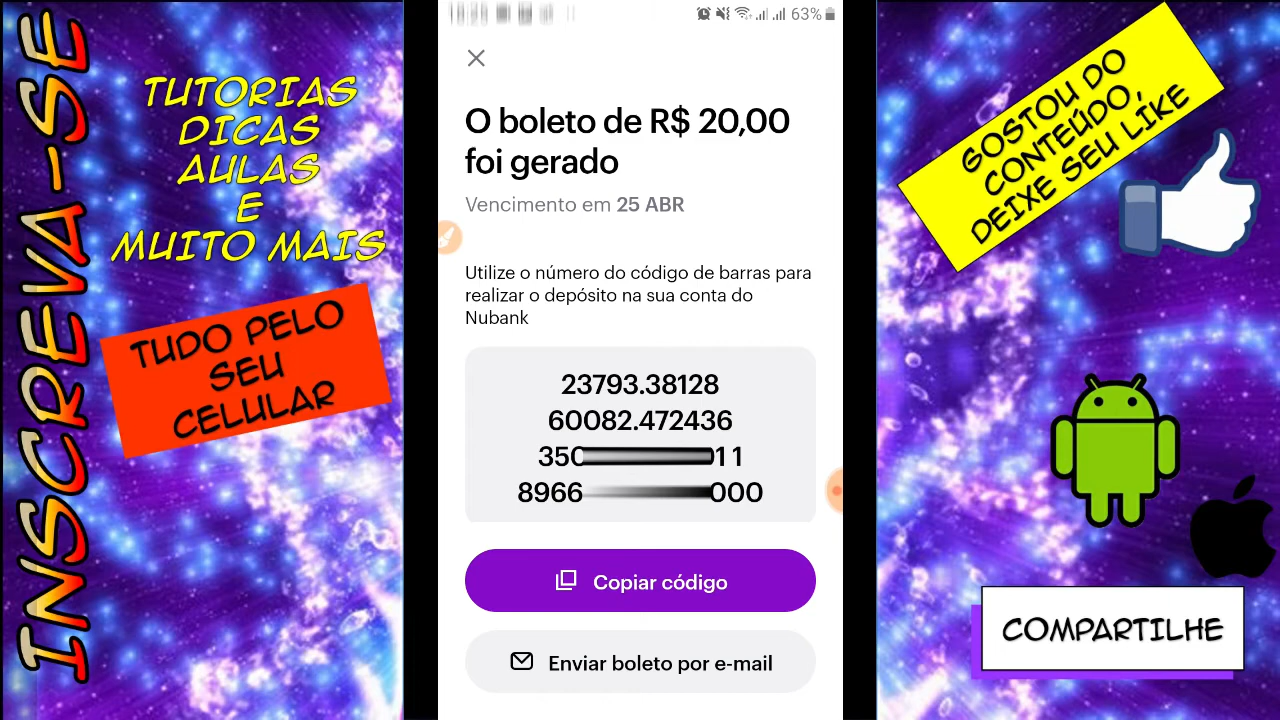 INSCREVA-SE
TUTORIAS
DICAS
AULAS
E
MUITO MAIS
TUDO PELO
SEU
CELULAR
63%
O boleto de R$ 20,00
foi gerado
Vencimento em 25 ABR
Utilize o número do código de barras para
realizar o depósito na sua conta do
Nubank
23793.38128
60082.472436
350 11
8966 000
Copiar código
Enviar boleto por e-mail
GOSTOU DO
CONTEÚDO,
DEIXE SEU LIKE
COMPARTILHE